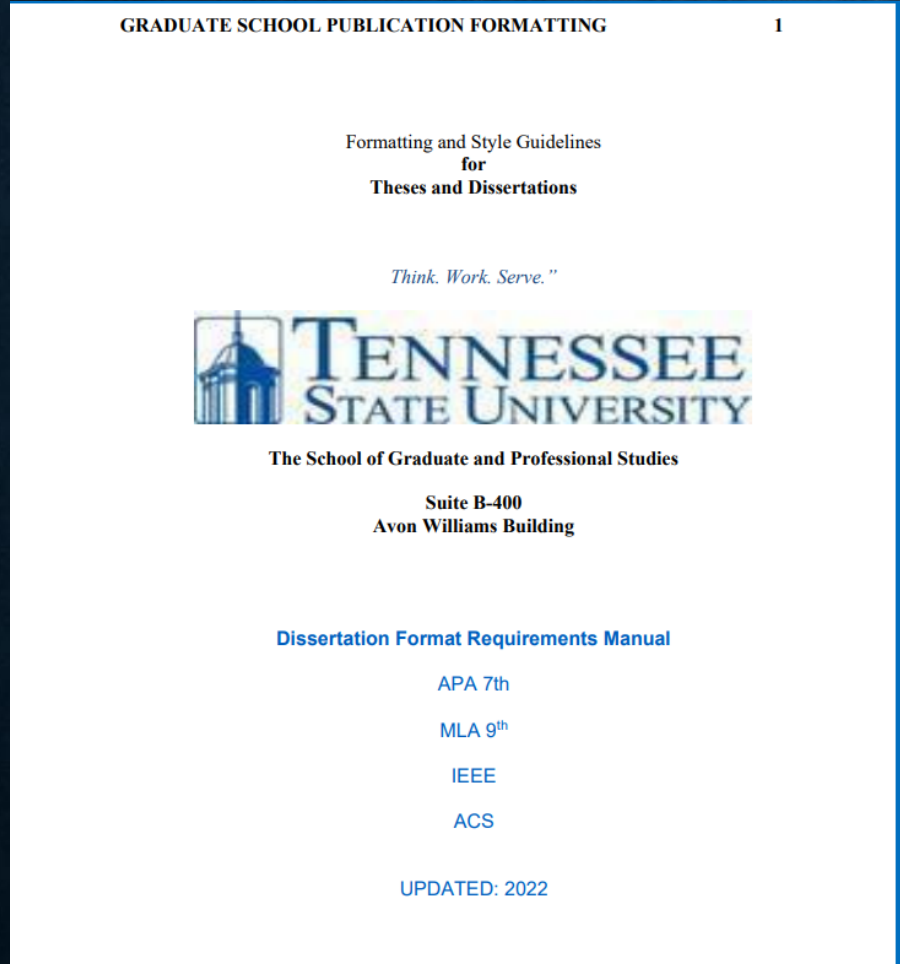 GRADUATE SCHOOL PUBLICATION FORMATTING 1
Formatting and Style Guidelines
for
Theses and Dissertations
Think. Work. Serve.”
TENNESSEE
STATE UNIVERSITY
The School of Graduate and Professional Studies
Suite B-400
Avon Williams Building
Dissertation Format Requirements Manual
APA 7th
MLA 9th
IEEE
ACS
UPDATED: 2022